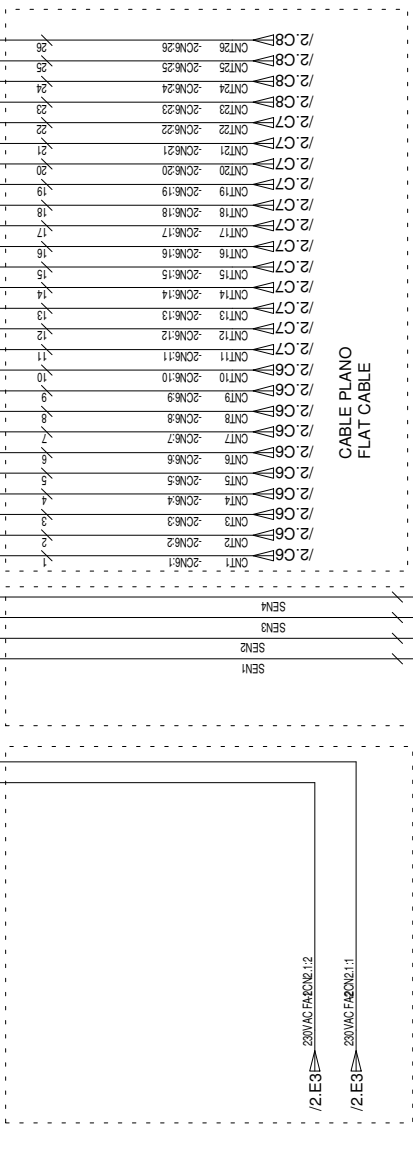 /2.C8 CNT26 -2CN6:26 26
/2.C8 CNT25 -2CN6:25 25
/2.C8 CNT24 -2CN6:24 24
/2.C8 CNT23 -2CN6:23 23
/2.C7 CNT22 -2CN6:22 22
/2.C7 CNT21 -2CN6:21 21
/2.C7 CNT20 -2CN6:20 20
/2.C7 CNT19 -2CN6:19 19
/2.C7 CNT18 -2CN6:18 18
/2.C7 CNT17 -2CN6:17 17
/2.C7 CNT16 -2CN6:16 16
/2.C7 CNT15 -2CN6:15 15
/2.C7 CNT14 -2CN6:14 14
/2.C7 CNT13 -2CN6:13 13
/2.C7 CNT12 -2CN6:12 12
/2.C7 CNT11 -2CN6:11 11
/2.C6 CNT10 -2CN6:10 10
/2.C6 CNT9 -2CN6:9 9
/2.C6 CNT8 -2CN6:8 8
/2.C6 CNT7 -2CN6:7 7
/2.C6 CNT6 -2CN6:6 6
/2.C6 CNT5 -2CN6:5 5
/2.C6 CNT4 -2CN6:4 4
/2.C6 CNT3 -2CN6:3 3
/2.C6 CNT2 -2CN6:2 2
/2.C6 CNT1 -2CN6:1 1
CABLE PLANO
FLAT CABLE
SEN4
SEN3
SEN2
SEN1
/2.E3 230VAC FA -2CN2.1:2
/2.E3 230VAC FA -2CN2.1:1